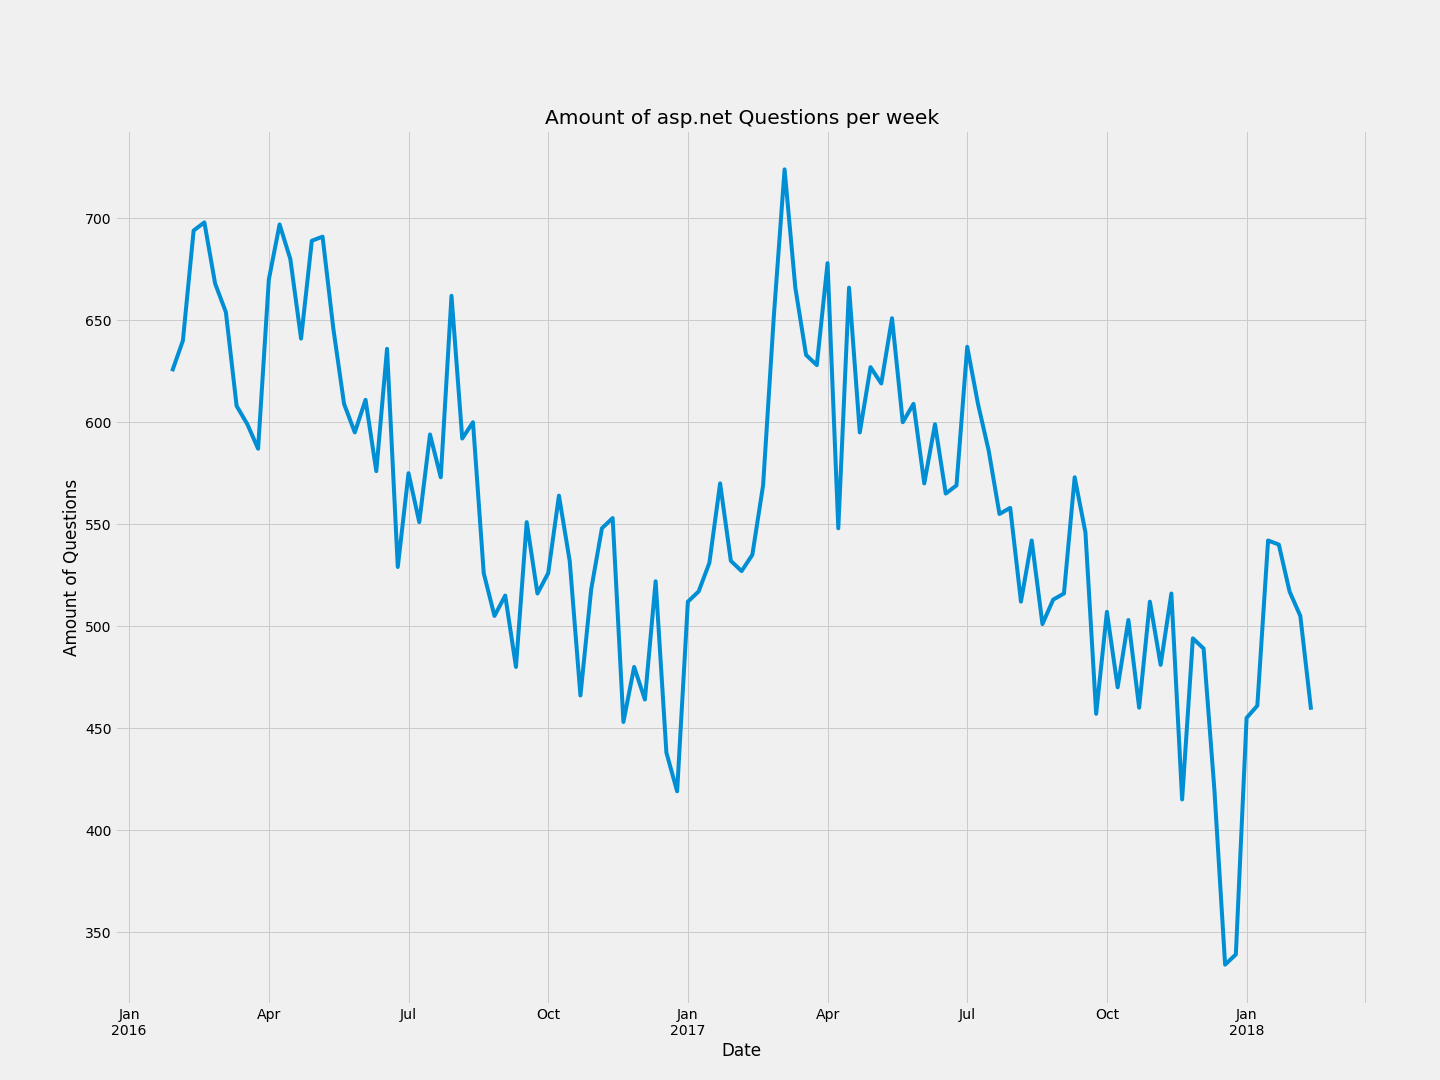 Amount of asp.net Questions per week
Amount of Questions
700
650
600
550
500
450
400
350
Jan Apr Jul Oct Jan Apr Jul Oct Jan
2016 2017 2018
Date